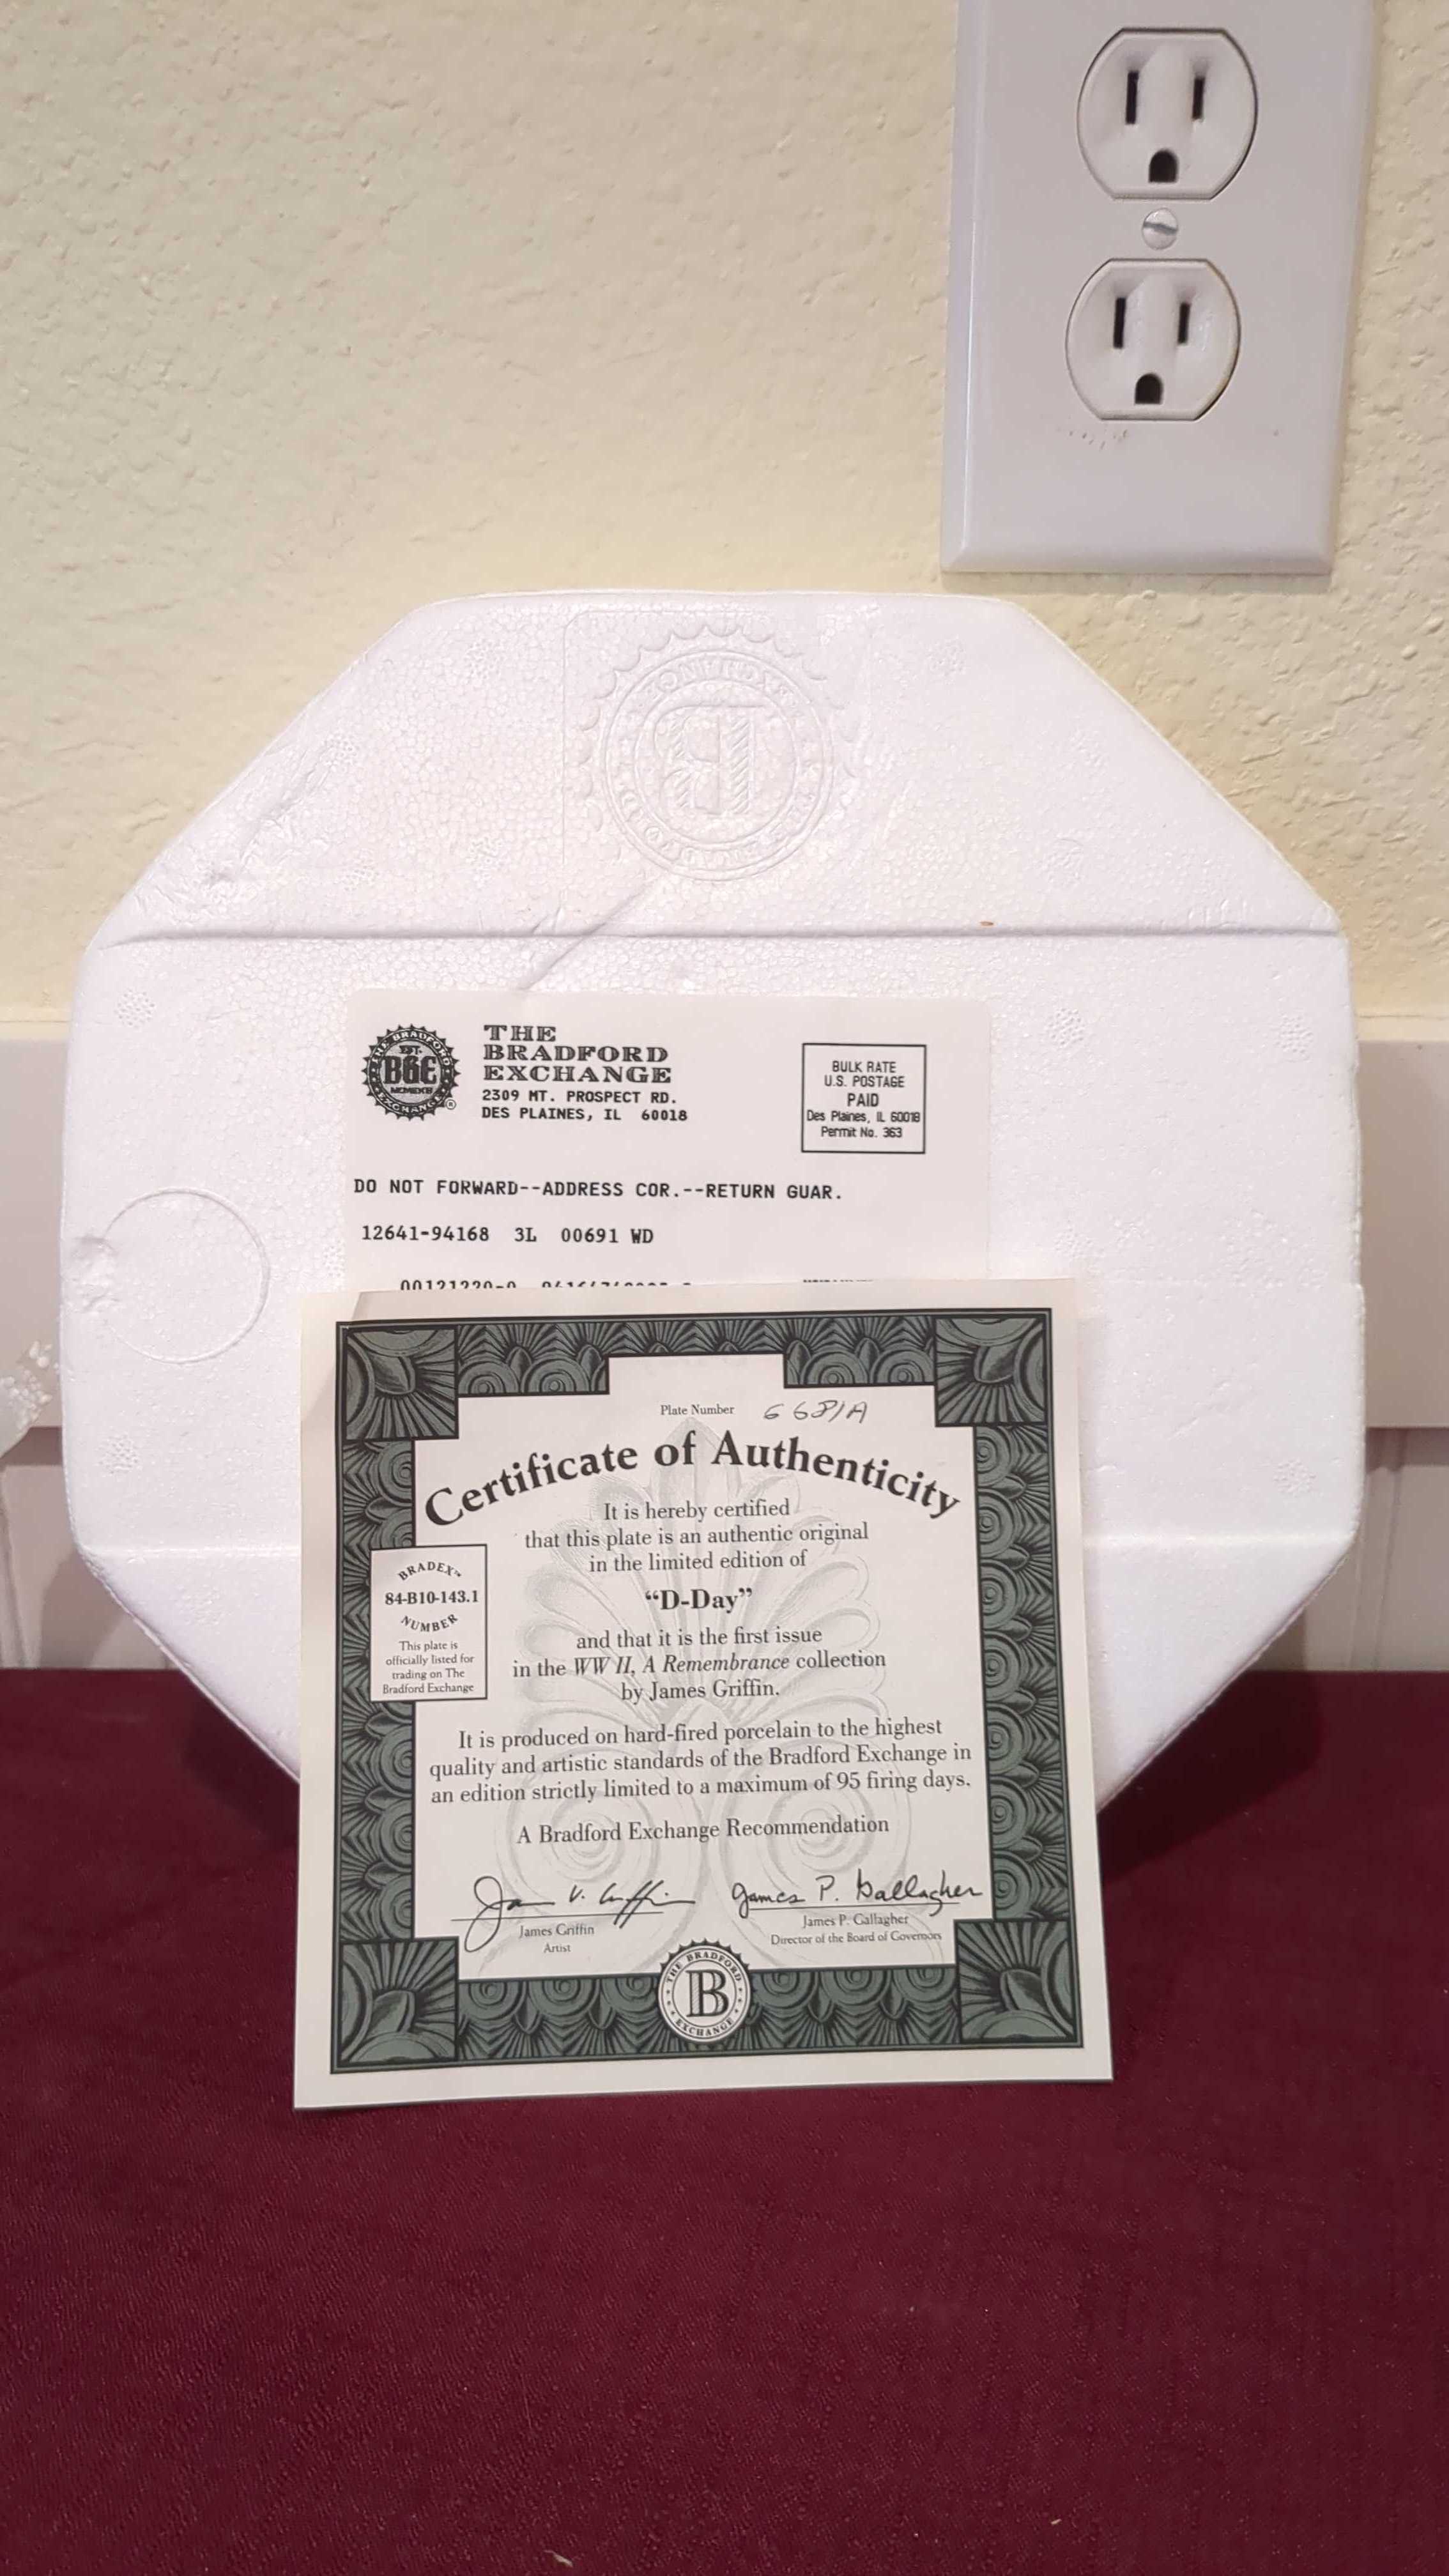 THE
BRADFORD
EXCHANGE
2309 MT. PROSPECT RD.
DES PLAINES, IL 60018
THE BRADFORD EXCHANGE
EST.
B&E
MCMLXXII
BULK RATE
U.S. POSTAGE
PAID
Des Plaines, IL 60018
Permit No. 363
DO NOT FORWARD--ADDRESS COR.--RETURN GUAR.
12641-94168 3L 00691 WD
Plate Number 6681A
Certificate of Authenticity
It is hereby certified
that this plate is an authentic original
in the limited edition of
“D-Day”
and that it is the first issue
in the WW II, A Remembrance collection
by James Griffin.
BRADEX™
84-B10-143.1
NUMBER
This plate is
officially listed for
trading on The
Bradford Exchange
It is produced on hard-fired porcelain to the highest
quality and artistic standards of the Bradford Exchange in
an edition strictly limited to a maximum of 95 firing days.
A Bradford Exchange Recommendation
James Griffin
Artist
James P. Gallagher
James P. Gallagher
Director of the Board of Governors
THE BRADFORD
B
EXCHANGE